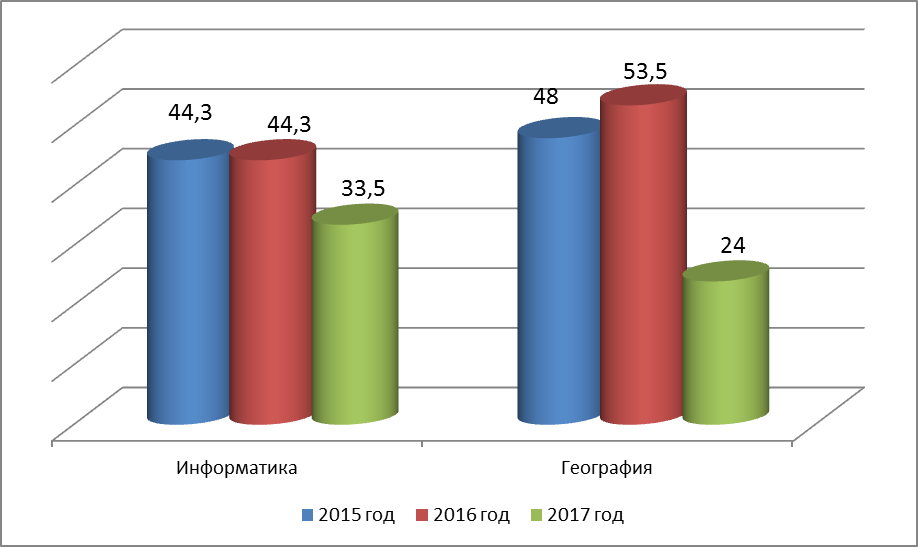 53,5
48
44,3
44,3
33,5
24
Информатика
География
2015 год
2016 год
2017 год